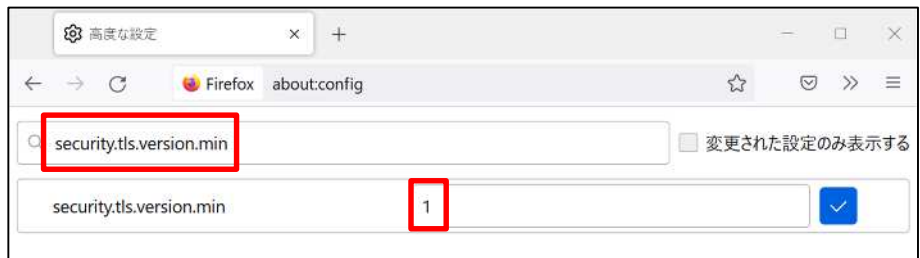 高度な設定
Firefox about:config
security.tls.version.min 変更された設定のみ表示する
security.tls.version.min 1